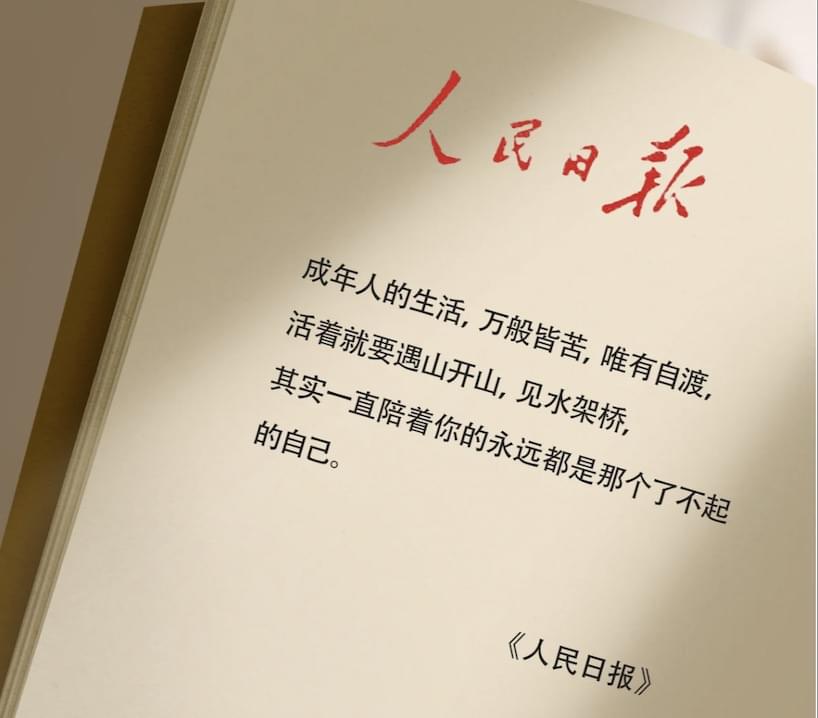 人民日報
成年人的生活, 万般皆苦, 唯有自渡,
活着就要遇山开山, 见水架桥,
其实一直陪着你的永远都是那个了不起
的自己。
《人民日报》